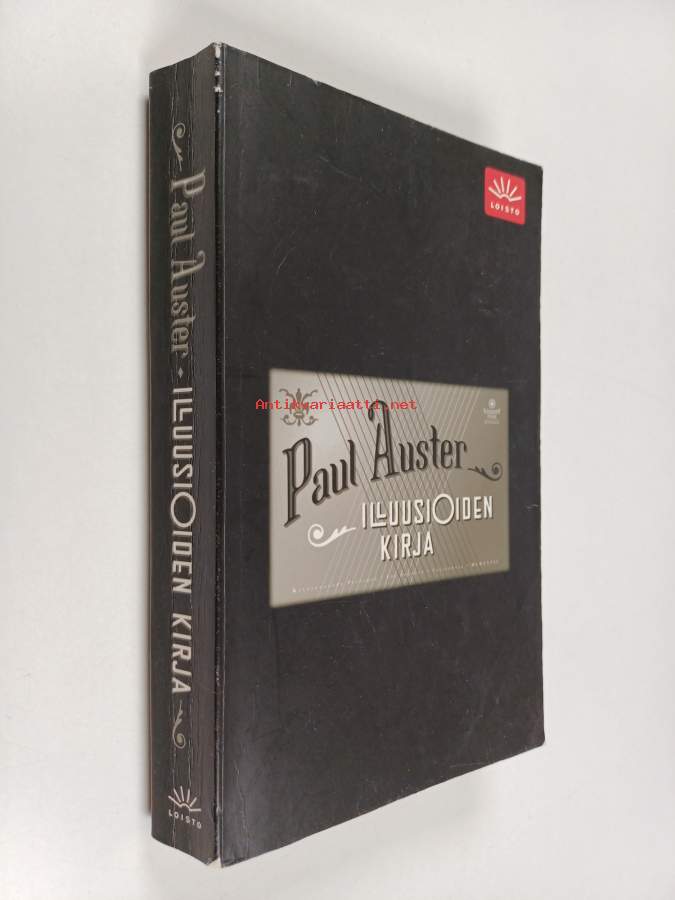 Paul Auster • ILLUUSIOIDEN KIRJA
LOISTO
LOISTO
Antikvariaatti.net
Paul Auster
ILLUUSIOIDEN
KIRJA